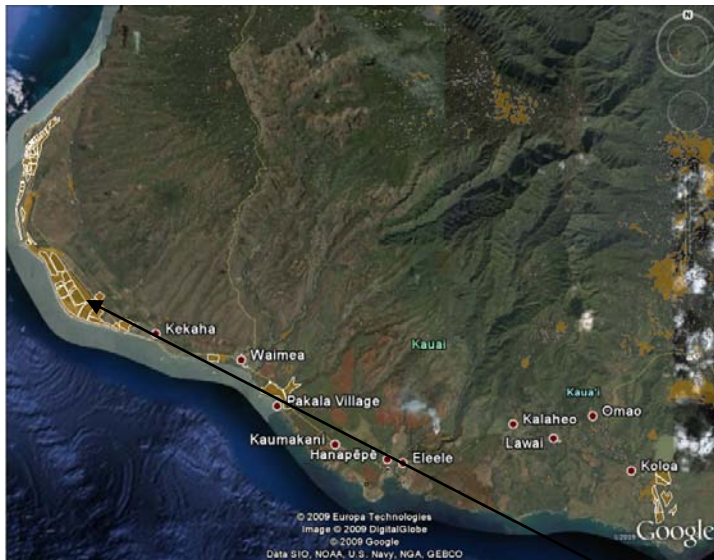 N
Kekaha
Waimea
Kauai
Pakala Village
Kaua'i
Omao
Kalaheo
Kaumakani
Lawai
Hanapēpē
Eleele
Koloa
© 2009 Europa Technologies
Image © 2009 DigitalGlobe
© 2009 Google
Data SIO, NOAA, U.S. Navy, NGA, GEBCO
©2009 Google